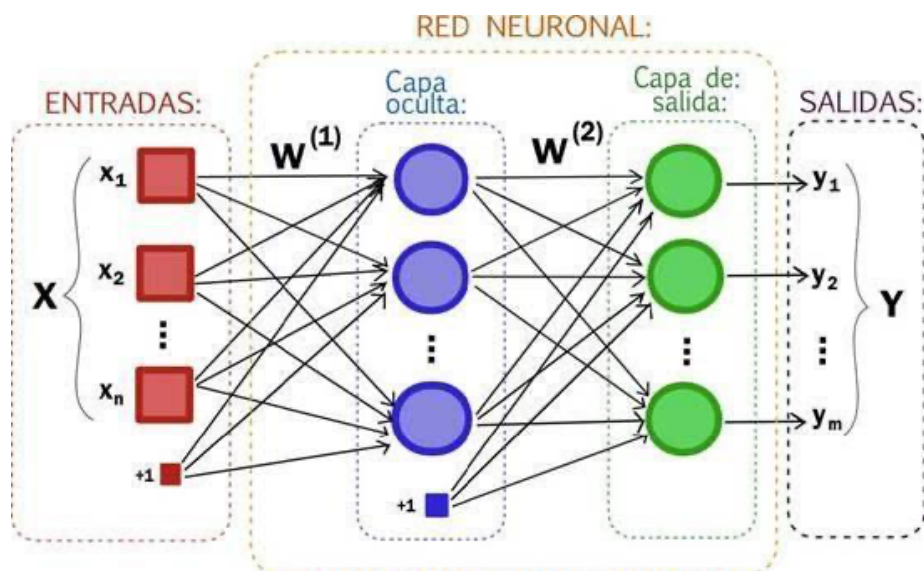 RED NEURONAL:
ENTRADAS:
Capa
oculta:
Capa de:
salida:
SALIDAS:
W(1)
W(2)
x1
x2
xn
+1
X
+1
y1
y2
ym
Y